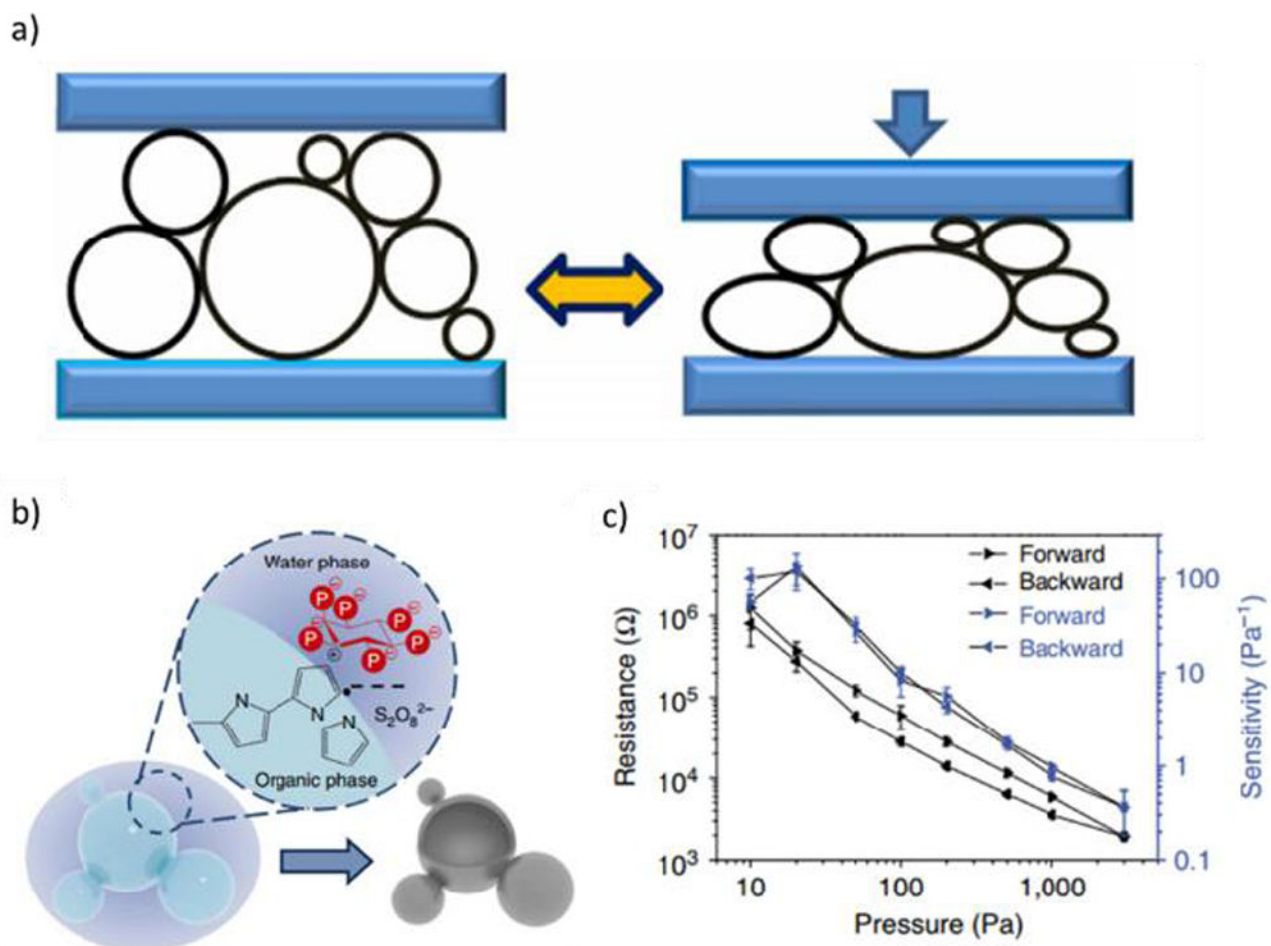 a)
b)
Water phase
P
P
P
P
P
P
N
N
N
S₂O₈²⁻
Organic phase
c)
10⁷
10⁶
10⁵
10⁴
10³
Resistance (Ω)
Forward
Backward
Forward
Backward
100
10
1
0.1
Sensitivity (Pa⁻¹)
10
100
1,000
Pressure (Pa)